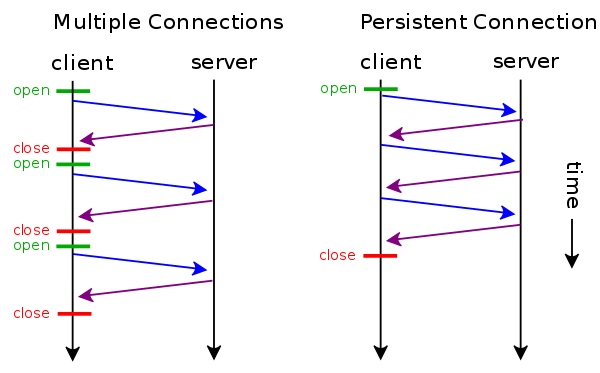 Multiple Connections
client
server
open
close
open
close
open
close
Persistent Connection
client
server
open
close
time